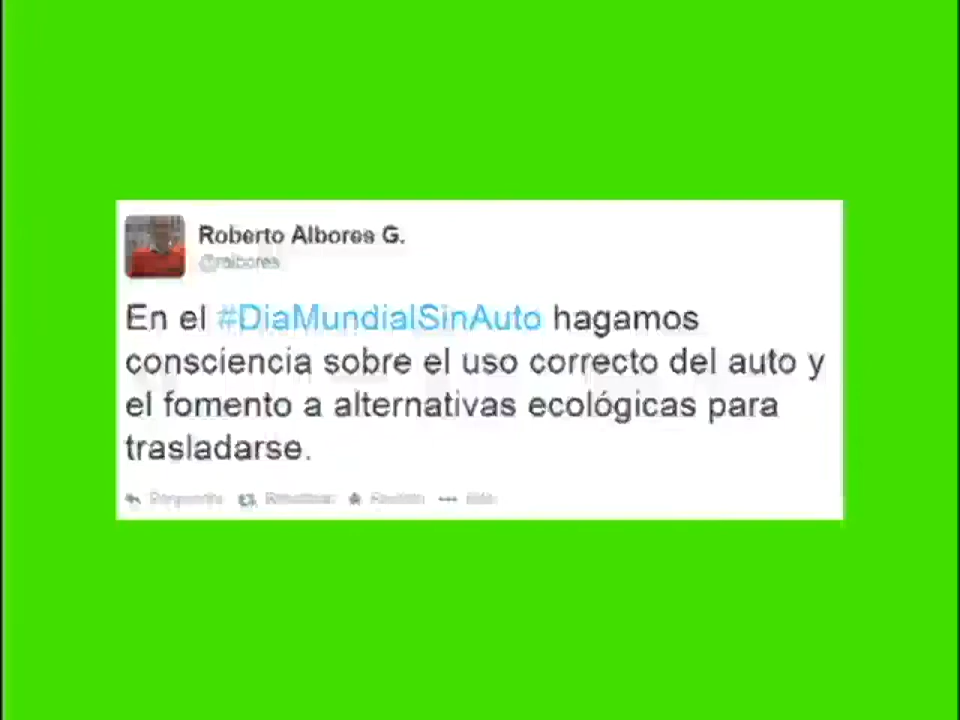 Roberto Albores G.
@ralbores
En el #DiaMundialSinAuto hagamos
consciencia sobre el uso correcto del auto y
el fomento a alternativas ecológicas para
trasladarse.